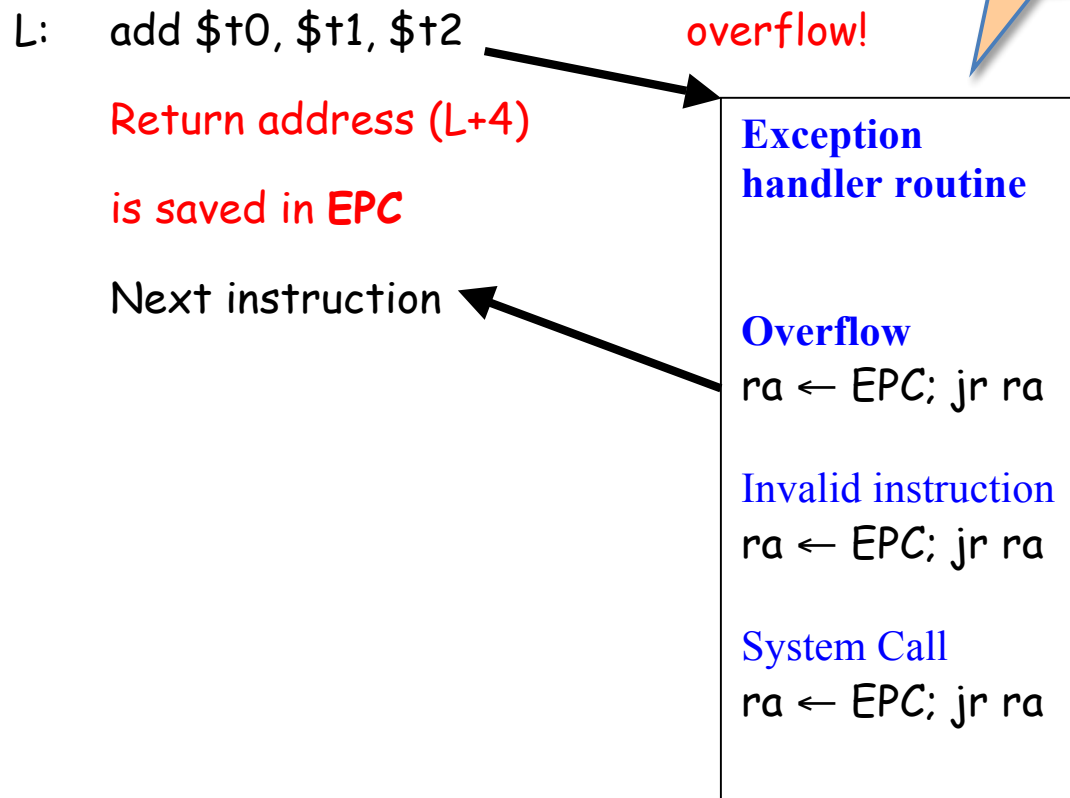 L: add $t0, $t1, $t2 overflow!
Return address (L+4)
is saved in EPC
Next instruction
Exception
handler routine
Overflow
ra ← EPC; jr ra
Invalid instruction
ra ← EPC; jr ra
System Call
ra ← EPC; jr ra